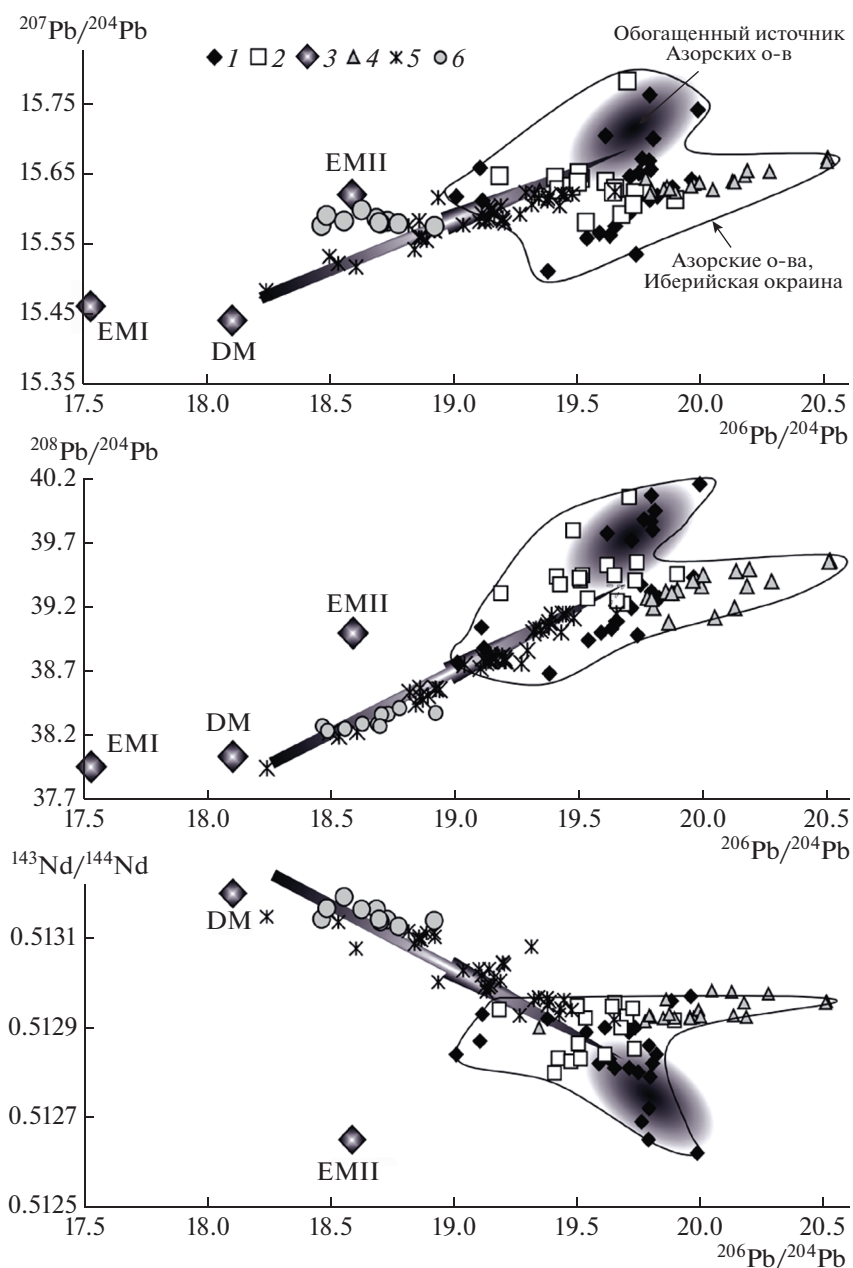 ²⁰⁷Pb/²⁰⁴Pb
1 2 3 4 5 6
Обогащенный источник
Азорских о-в
15.75
15.65
EMII
15.55
Азорские о-ва,
Иберийская окраина
15.45
EMI
DM
15.35
17.5 18.0 18.5 19.0 19.5 20.0 20.5
²⁰⁶Pb/²⁰⁴Pb
²⁰⁸Pb/²⁰⁴Pb
40.2
39.7
39.2
EMII
38.7
DM
38.2
EMI
37.7
17.5 18.0 18.5 19.0 19.5 20.0 20.5
²⁰⁶Pb/²⁰⁴Pb
¹⁴³Nd/¹⁴⁴Nd
DM
0.5131
0.5129
0.5127
EMII
0.5125
17.5 18.0 18.5 19.0 19.5 20.0 20.5
²⁰⁶Pb/²⁰⁴Pb